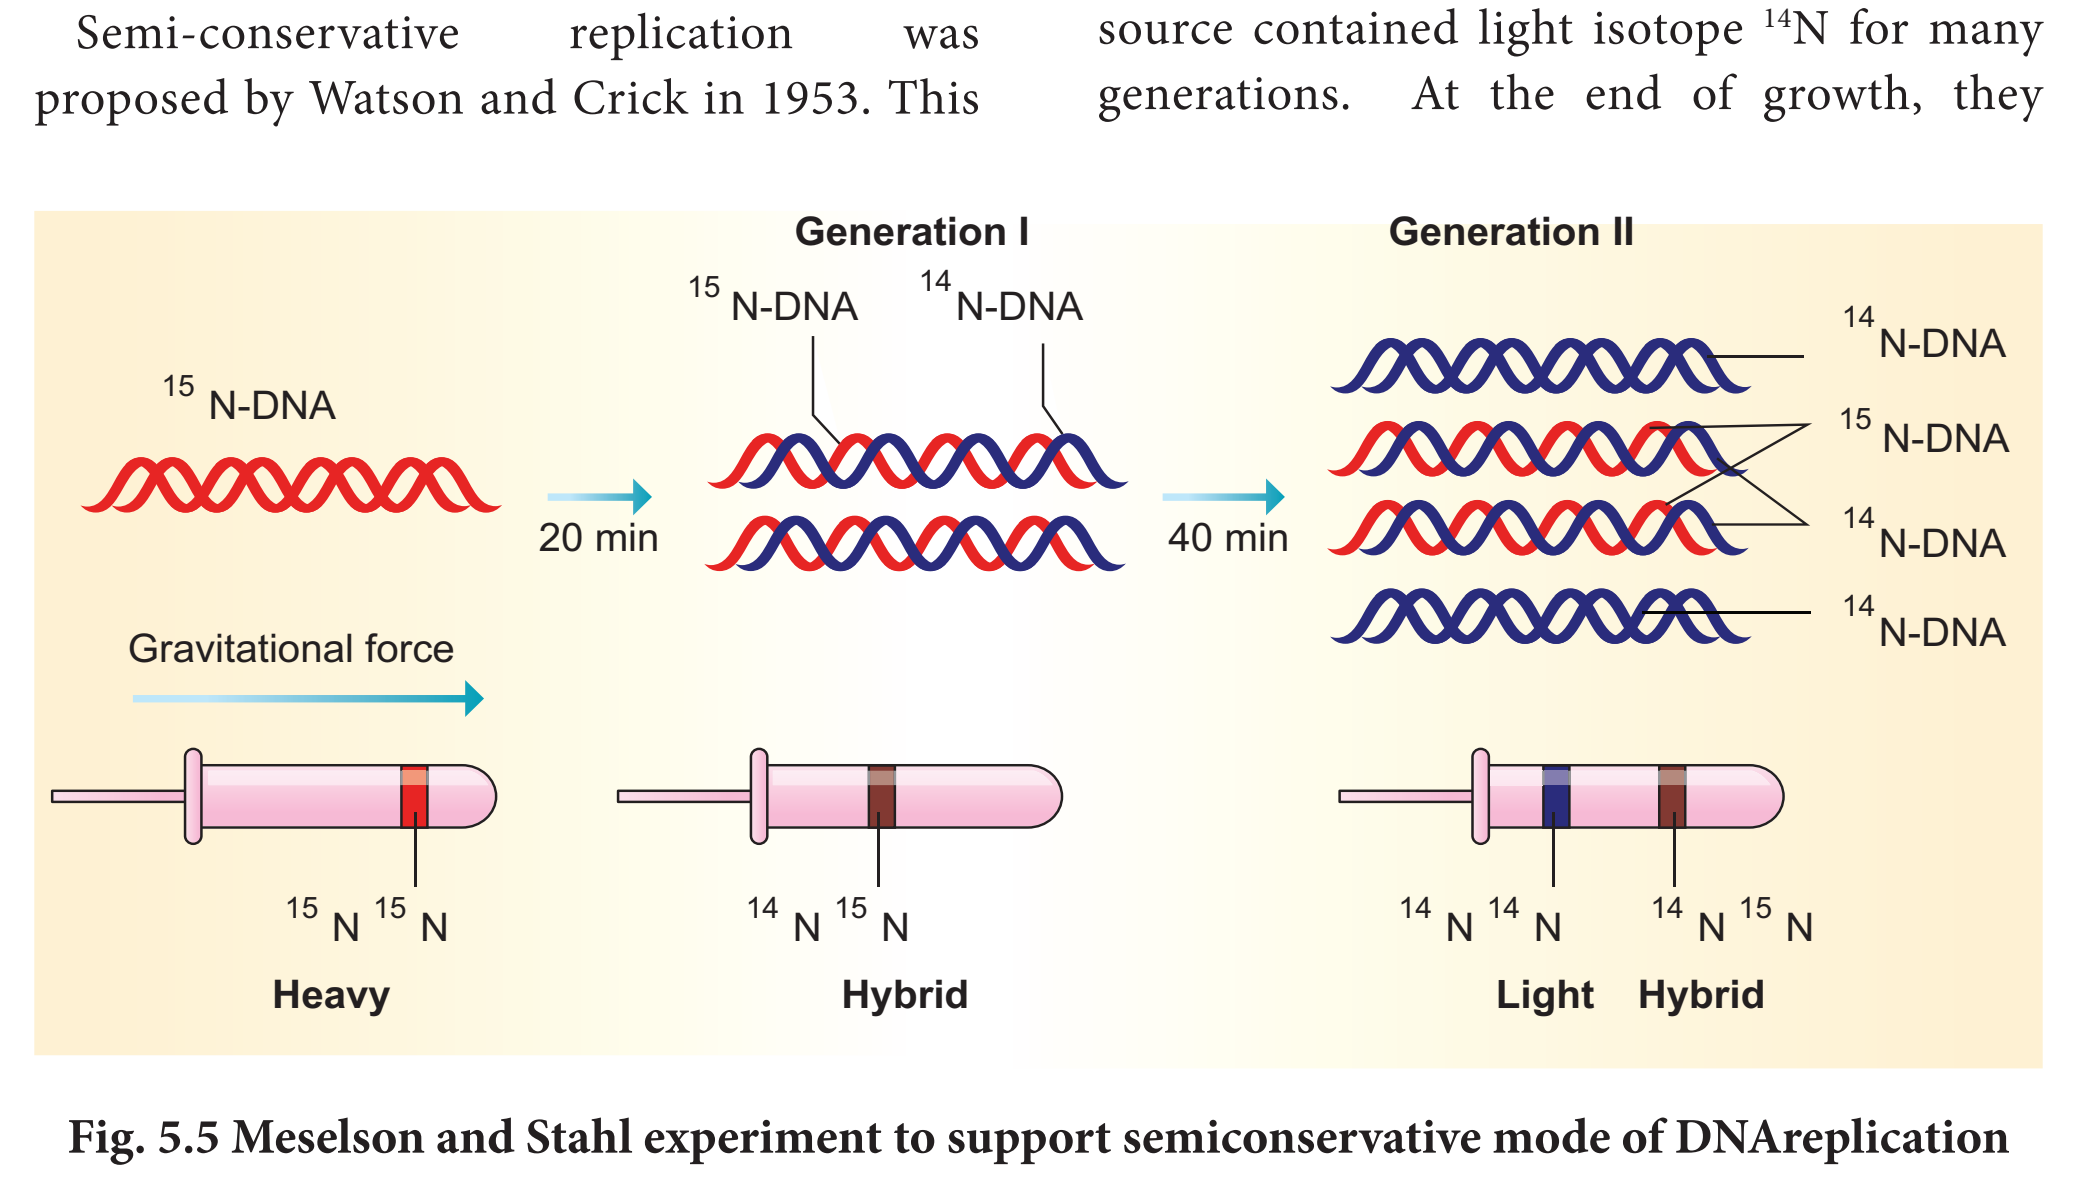 Semi-conservative replication was
proposed by Watson and Crick in 1953. This
source contained light isotope ¹⁴N for many
generations. At the end of growth, they
Generation I
Generation II
¹⁵N-DNA
¹⁴N-DNA
¹⁴N-DNA
¹⁵N-DNA
¹⁵N-DNA
¹⁴N-DNA
¹⁴N-DNA
20 min
40 min
Gravitational force
¹⁵N ¹⁵N
¹⁴N ¹⁵N
¹⁴N ¹⁴N
¹⁴N ¹⁵N
Heavy
Hybrid
Light
Hybrid
Fig. 5.5 Meselson and Stahl experiment to support semiconservative mode of DNAreplication